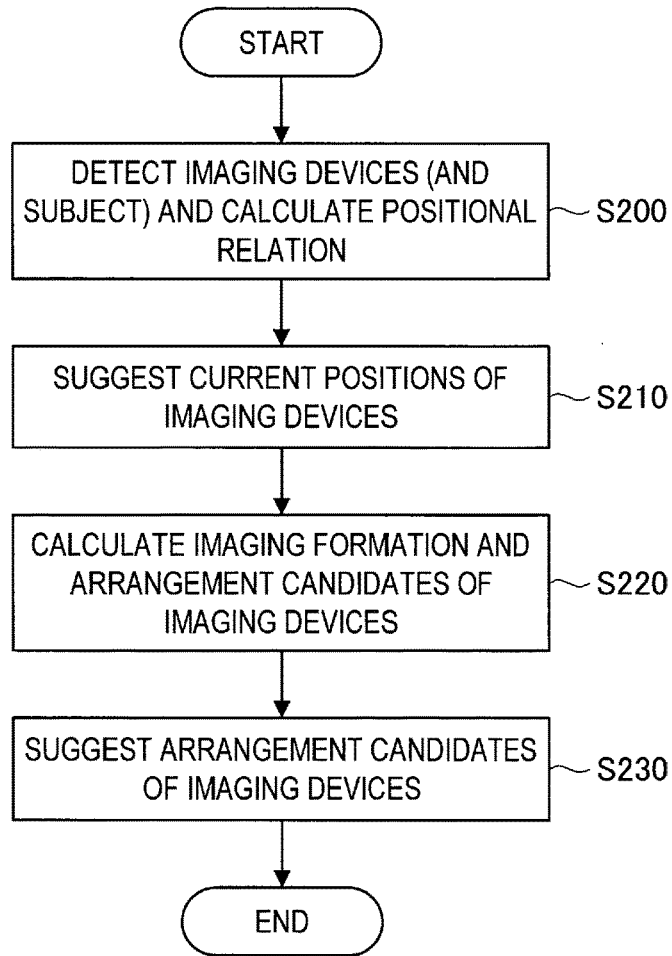 START
DETECT IMAGING DEVICES (AND
SUBJECT) AND CALCULATE POSITIONAL
RELATION
S200
SUGGEST CURRENT POSITIONS OF
IMAGING DEVICES
S210
CALCULATE IMAGING FORMATION AND
ARRANGEMENT CANDIDATES OF
IMAGING DEVICES
S220
SUGGEST ARRANGEMENT CANDIDATES
OF IMAGING DEVICES
S230
END